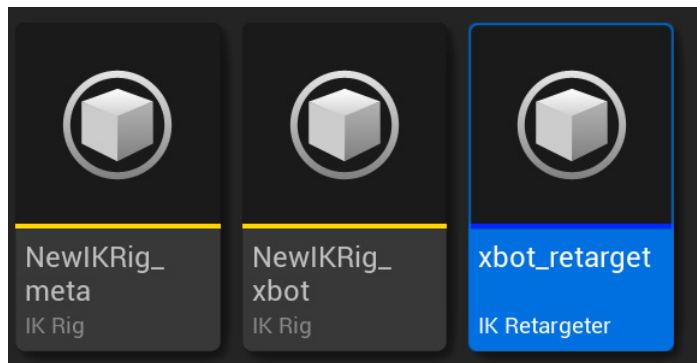 NewIKRig_
meta
IK Rig
NewIKRig_
xbot
IK Rig
xbot_retarget
IK Retargeter